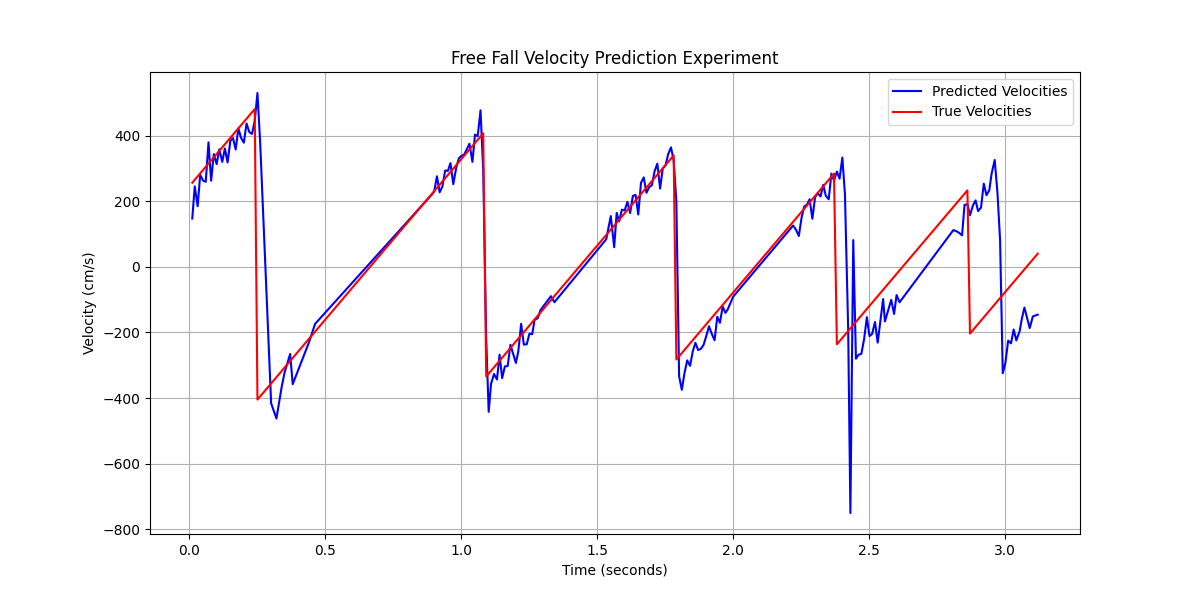 Free Fall Velocity Prediction Experiment
Predicted Velocities
True Velocities
Velocity (cm/s)
400
200
0
−200
−400
−600
−800
0.0 0.5 1.0 1.5 2.0 2.5 3.0
Time (seconds)